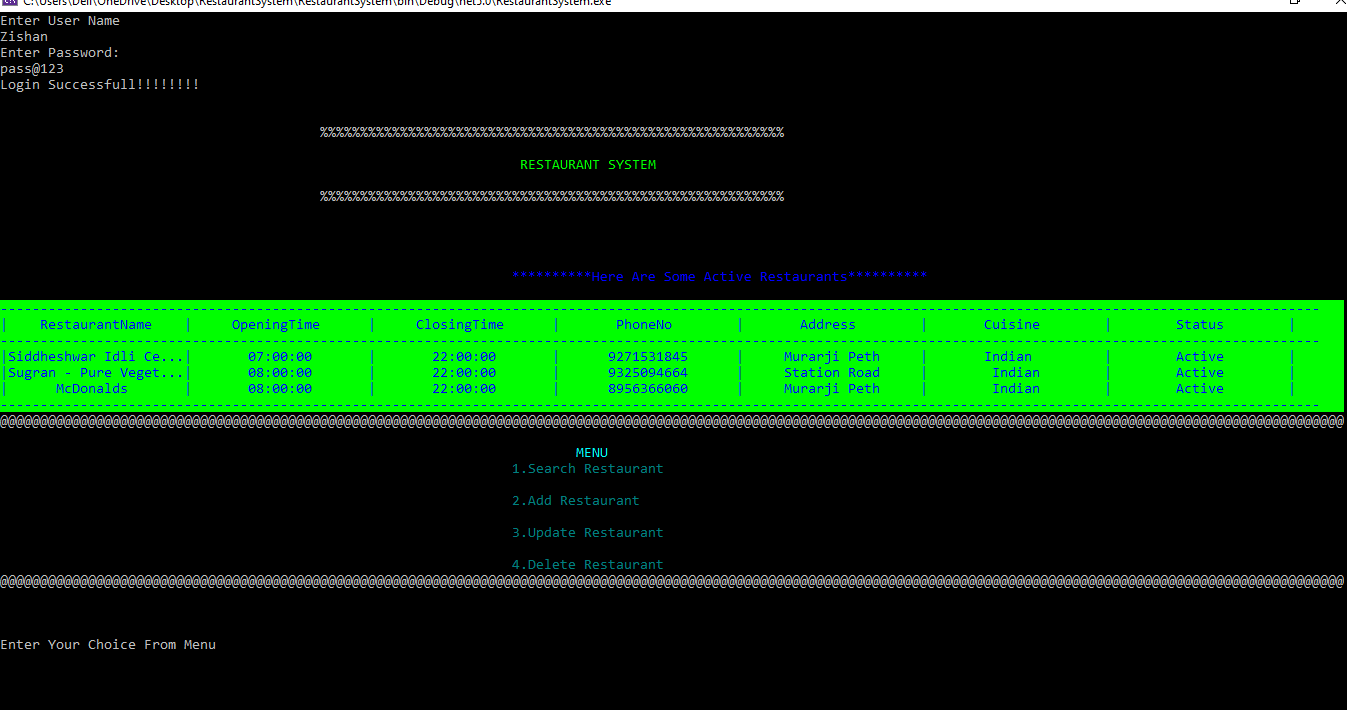 C:\Users\Dell\OneDrive\Desktop\RestaurantSystem\RestaurantSystem\bin\Debug\net5.0\RestaurantSystem.exe
Enter User Name
Zishan
Enter Password:
pass@123
Login Successfull!!!!!!!!
%%%%%%%%%%%%%%%%%%%%%%%%%%%%%%%%%%%%%%%%%%%%%%%%%%%%%%%%%%
RESTAURANT SYSTEM
%%%%%%%%%%%%%%%%%%%%%%%%%%%%%%%%%%%%%%%%%%%%%%%%%%%%%%%%%%
**********Here Are Some Active Restaurants**********
---------------------------------------------------------------------------------------------------------------------------------------------------------------------
| RestaurantName | OpeningTime | ClosingTime | PhoneNo | Address | Cuisine | Status |
---------------------------------------------------------------------------------------------------------------------------------------------------------------------
|Siddheshwar Idli Ce...| 07:00:00 | 22:00:00 | 9271531845 | Murarji Peth | Indian | Active |
|Sugran - Pure Veget...| 08:00:00 | 22:00:00 | 9325094664 | Station Road | Indian | Active |
| McDonalds | 08:00:00 | 22:00:00 | 8956366060 | Murarji Peth | Indian | Active |
---------------------------------------------------------------------------------------------------------------------------------------------------------------------
@@@@@@@@@@@@@@@@@@@@@@@@@@@@@@@@@@@@@@@@@@@@@@@@@@@@@@@@@@@@@@@@@@@@@@@@@@@@@@@@@@@@@@@@@@@@@@@@@@@@@@@@@@@@@@@@@@@@@@@@@@@@@@@@@@@@@@@@@@@@@@@@@@@@@@@@@@@@@@@@@@@@@@@@
MENU
1.Search Restaurant
2.Add Restaurant
3.Update Restaurant
4.Delete Restaurant
@@@@@@@@@@@@@@@@@@@@@@@@@@@@@@@@@@@@@@@@@@@@@@@@@@@@@@@@@@@@@@@@@@@@@@@@@@@@@@@@@@@@@@@@@@@@@@@@@@@@@@@@@@@@@@@@@@@@@@@@@@@@@@@@@@@@@@@@@@@@@@@@@@@@@@@@@@@@@@@@@@@@@@@@
Enter Your Choice From Menu